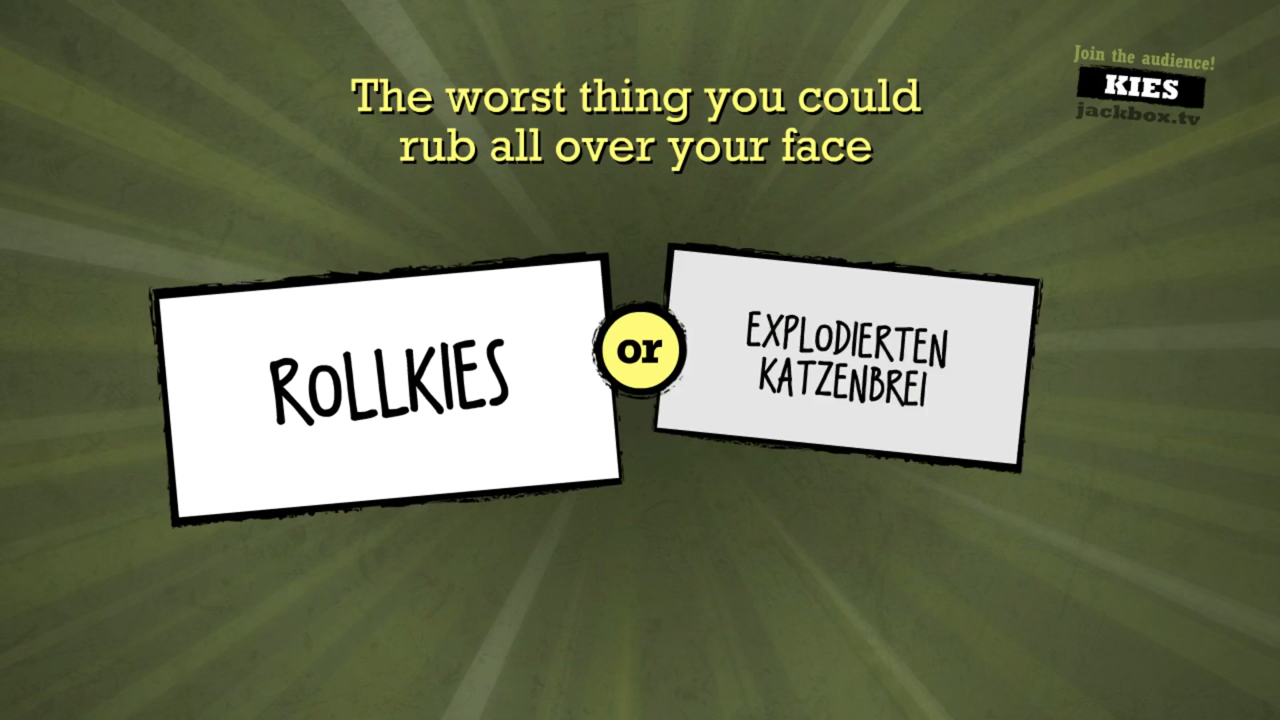 Join the audience!
KIES
jackbox.tv
The worst thing you could
rub all over your face
ROLLKIES
or
EXPLODIERTEN
KATZENBREI